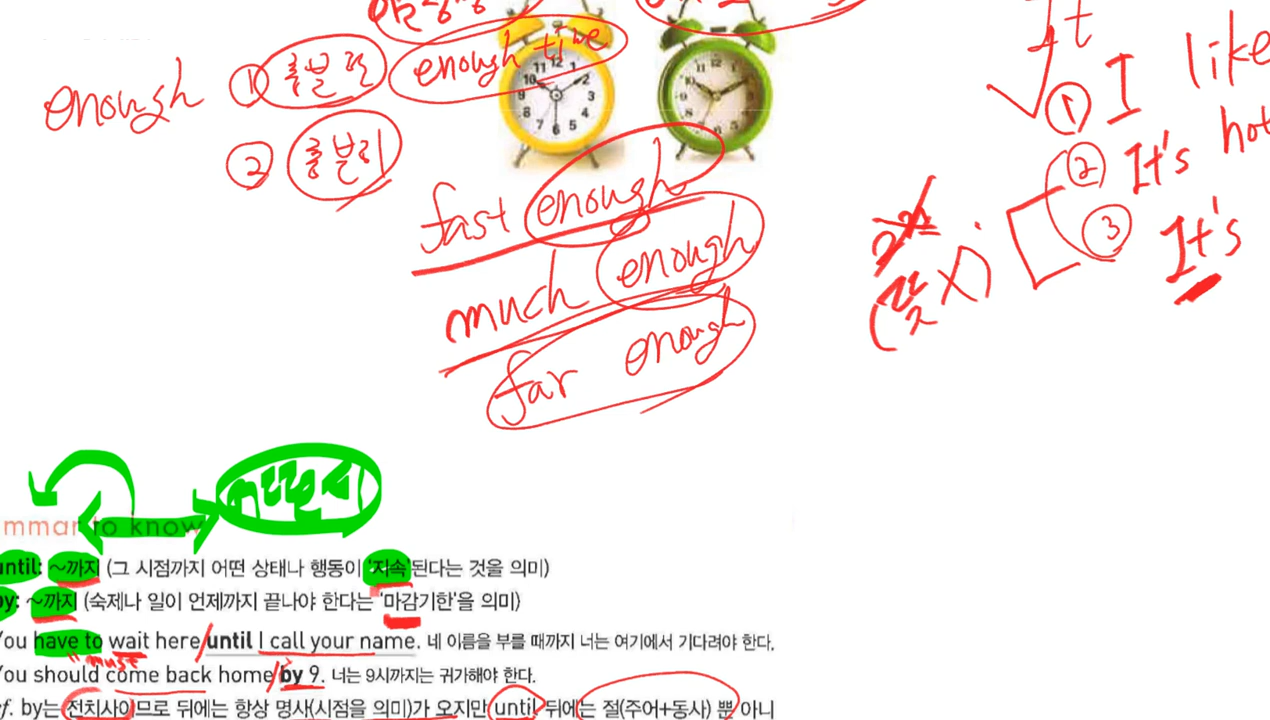 It
enough ① 충분한 enough time
① I like
② 충분히
② It's hot
fast enough
③ It's
much enough
far enough
mmar to know
until: ~까지 (그 시점까지 어떤 상태나 행동이 '지속'된다는 것을 의미)
by: ~까지 (숙제나 일이 언제까지 끝나야 한다는 '마감기한'을 의미)
You have to wait here/until I call your name. 네 이름을 부를 때까지 너는 여기에서 기다려야 한다.
" must
You should come back home/by 9. 너는 9시까지는 귀가해야 한다.
f. by는 전치사이므로 뒤에는 항상 명사(시점을 의미)가 오지만 until 뒤에는 절(주어+동사) 뿐 아니